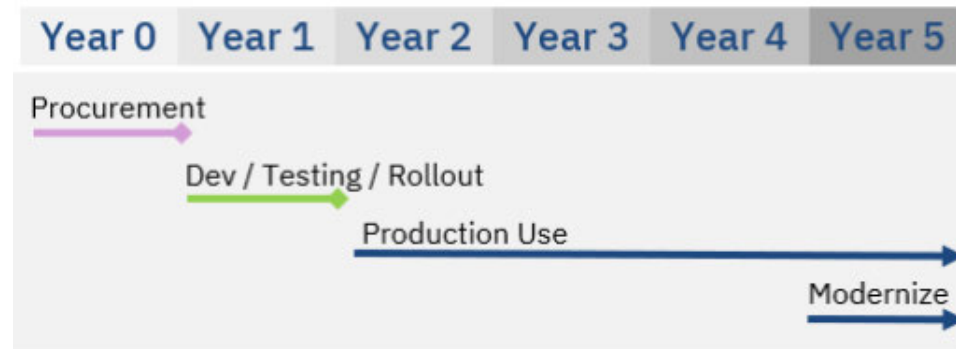 Year 0 Year 1 Year 2 Year 3 Year 4 Year 5
Procurement
Dev / Testing / Rollout
Production Use
Modernize